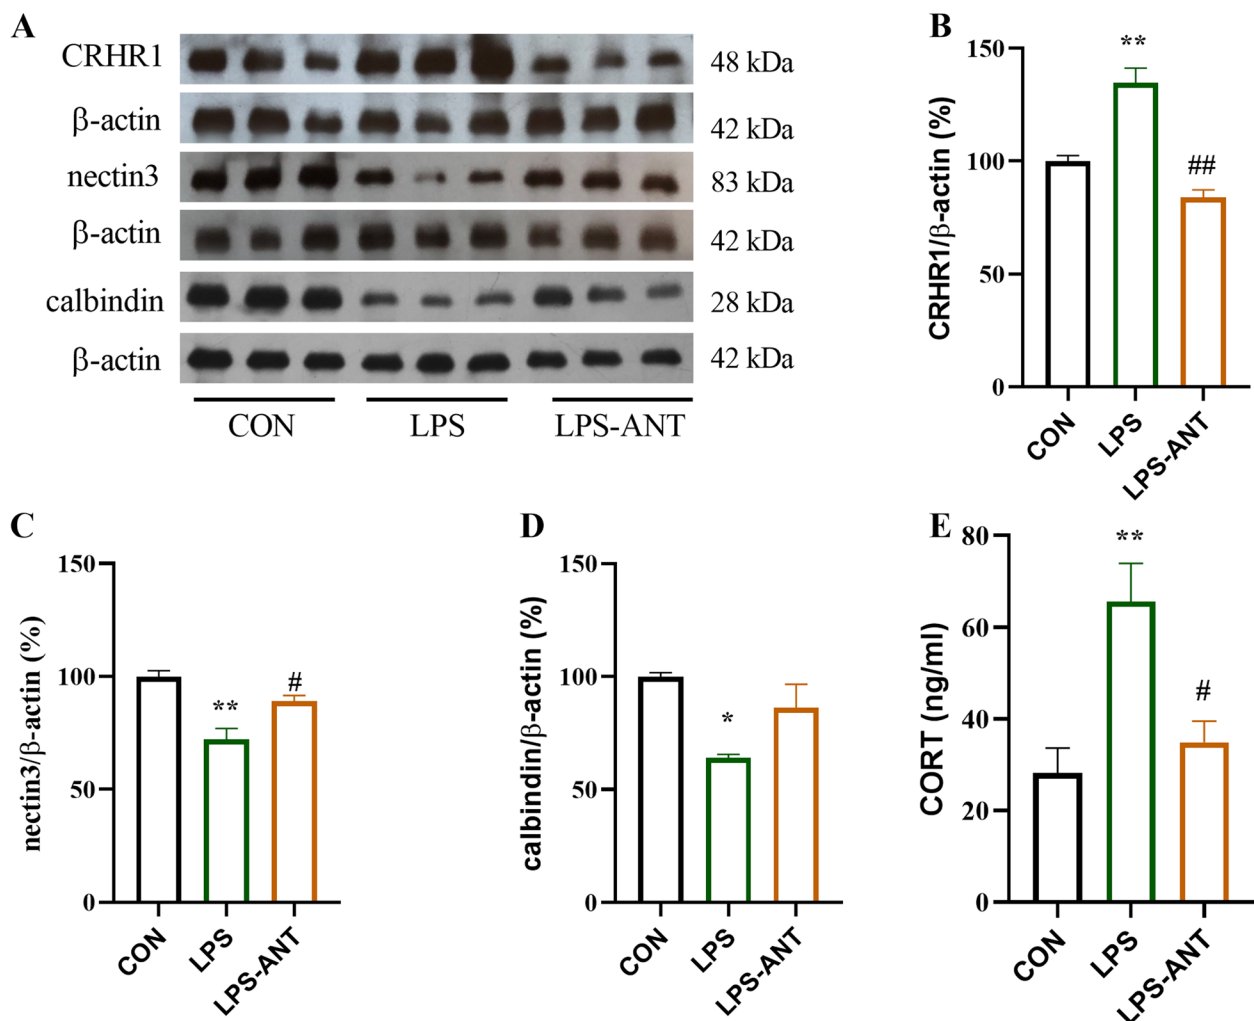 A
CRHR1
48 kDa
β-actin
42 kDa
nectin3
83 kDa
β-actin
42 kDa
calbindin
28 kDa
β-actin
42 kDa
CON
LPS
LPS-ANT
B
CRHR1/β-actin (%)
150
100
50
0
**
##
CON
LPS
LPS-ANT
C
nectin3/β-actin (%)
150
100
50
0
**
#
CON
LPS
LPS-ANT
D
calbindin/β-actin (%)
150
100
50
0
*
CON
LPS
LPS-ANT
E
CORT (ng/ml)
80
60
40
20
0
**
#
CON
LPS
LPS-ANT